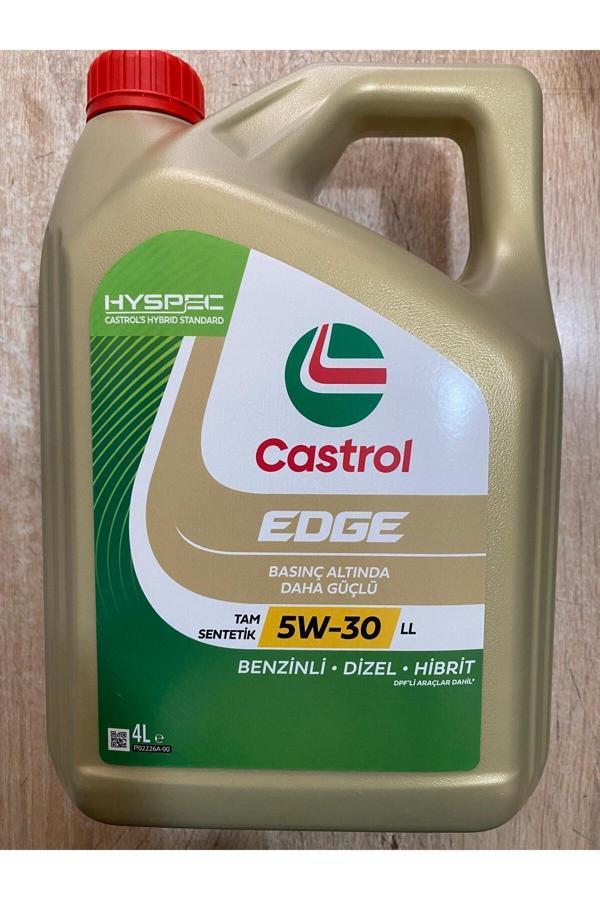 HYSPEC
CASTROL'S HYBRID STANDARD
Castrol
EDGE
BASINÇ ALTINDA
DAHA GÜÇLÜ
TAM
SENTETİK
5W-30 LL
BENZİNLİ • DİZEL • HİBRİT
DPF'Lİ ARAÇLAR DAHİL*
4L e
P02226A-00